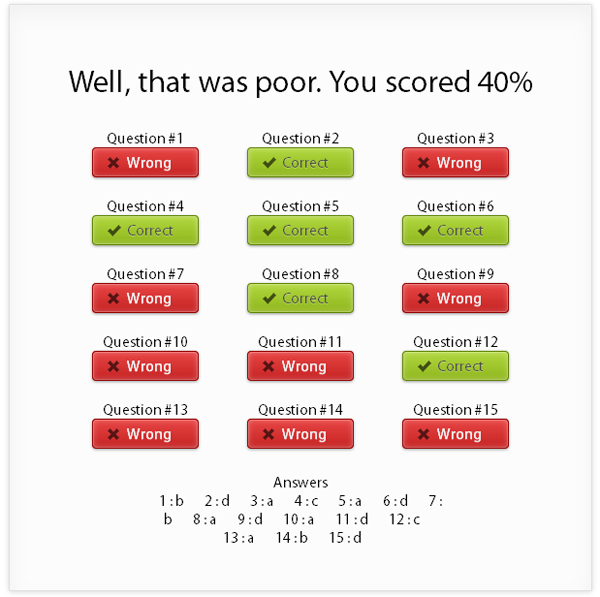 Well, that was poor. You scored 40%
Question #1 Question #2 Question #3
Wrong Correct Wrong
Question #4 Question #5 Question #6
Correct Correct Correct
Question #7 Question #8 Question #9
Wrong Correct Wrong
Question #10 Question #11 Question #12
Wrong Wrong Correct
Question #13 Question #14 Question #15
Wrong Wrong Wrong
Answers
1 : b 2 : d 3 : a 4 : c 5 : a 6 : d 7 :
b 8 : a 9 : d 10 : a 11 : d 12 : c
13 : a 14 : b 15 : d